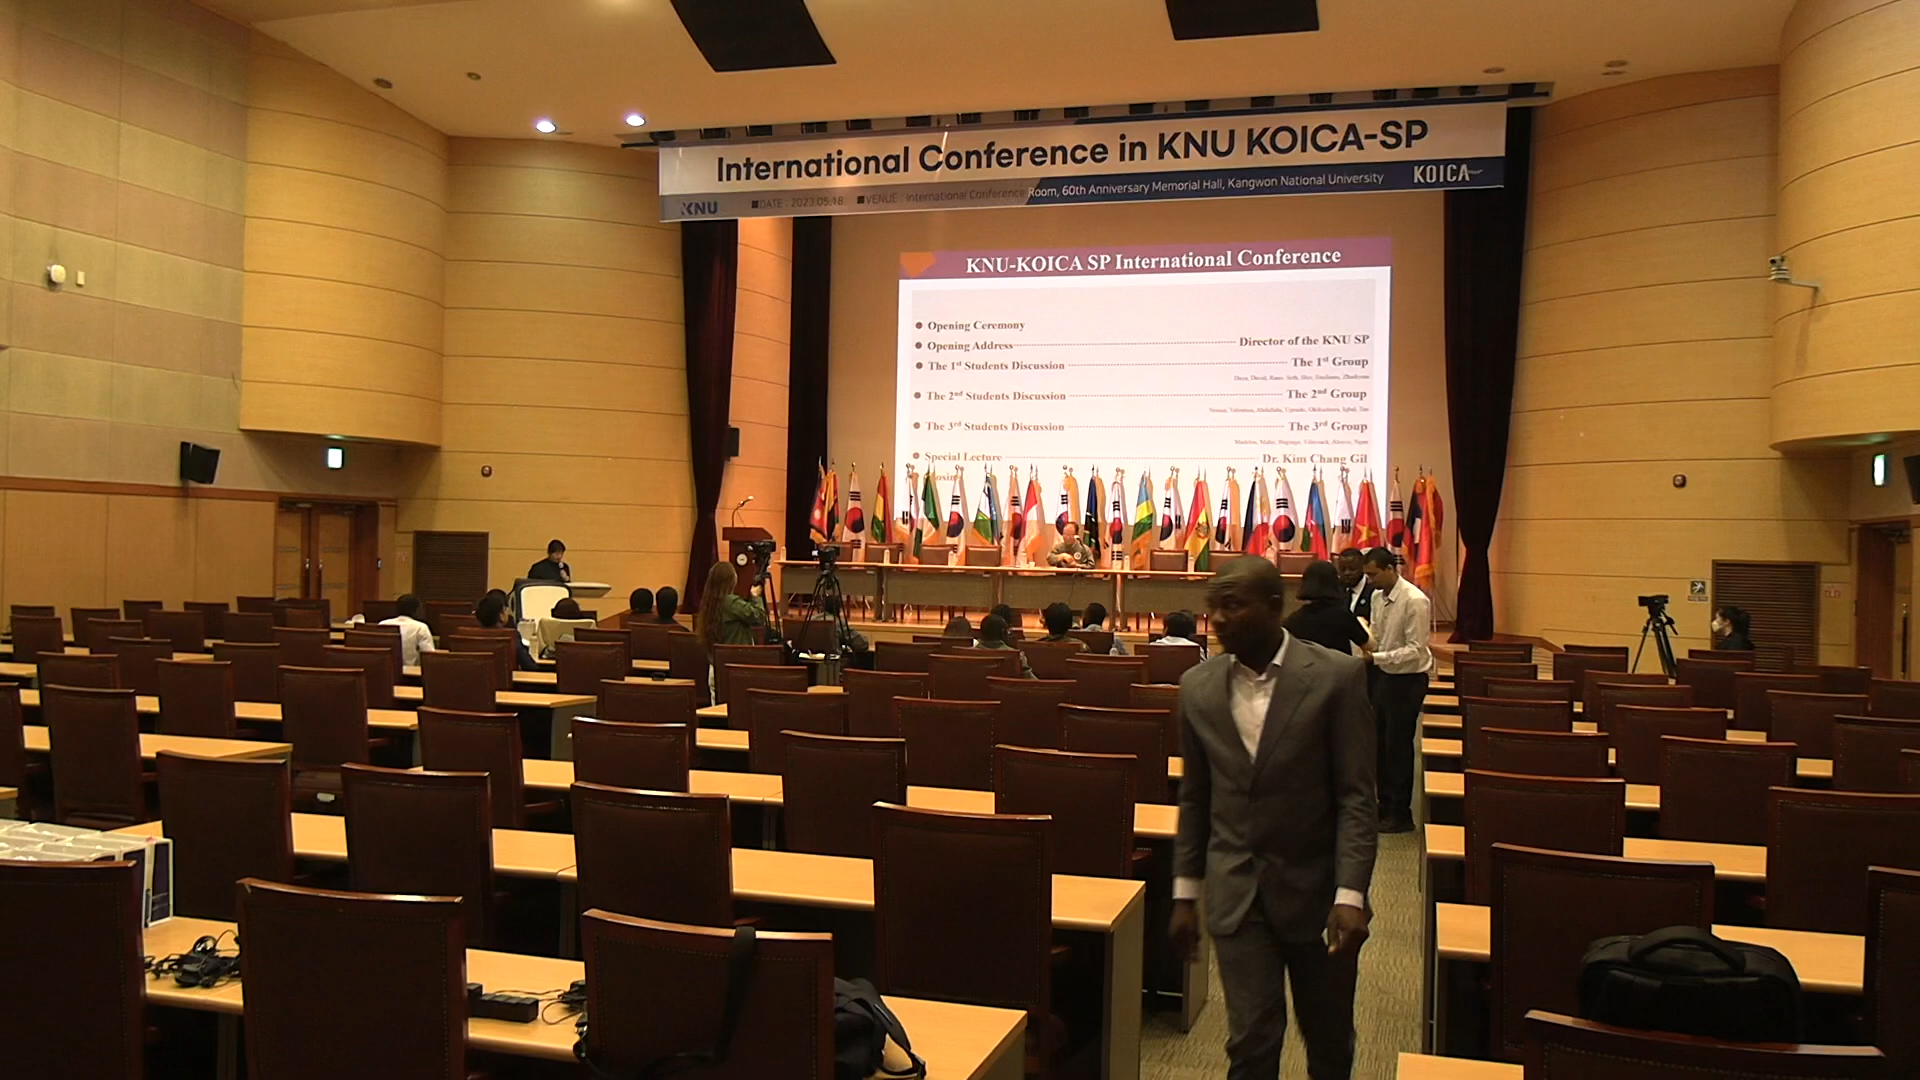 International Conference in KNU KOICA-SP
KNU ■DATE : 2023.05.18 ■VENUE : International Conference Room, 60th Anniversary Memorial Hall, Kangwon National University KOICA
KNU-KOICA SP International Conference
● Opening Ceremony
● Opening Address Director of the KNU SP
● The 1st Students Discussion The 1st Group
● The 2nd Students Discussion The 2nd Group
● The 3rd Students Discussion The 3rd Group
● Special Lecture Dr. Kim Chang Gil